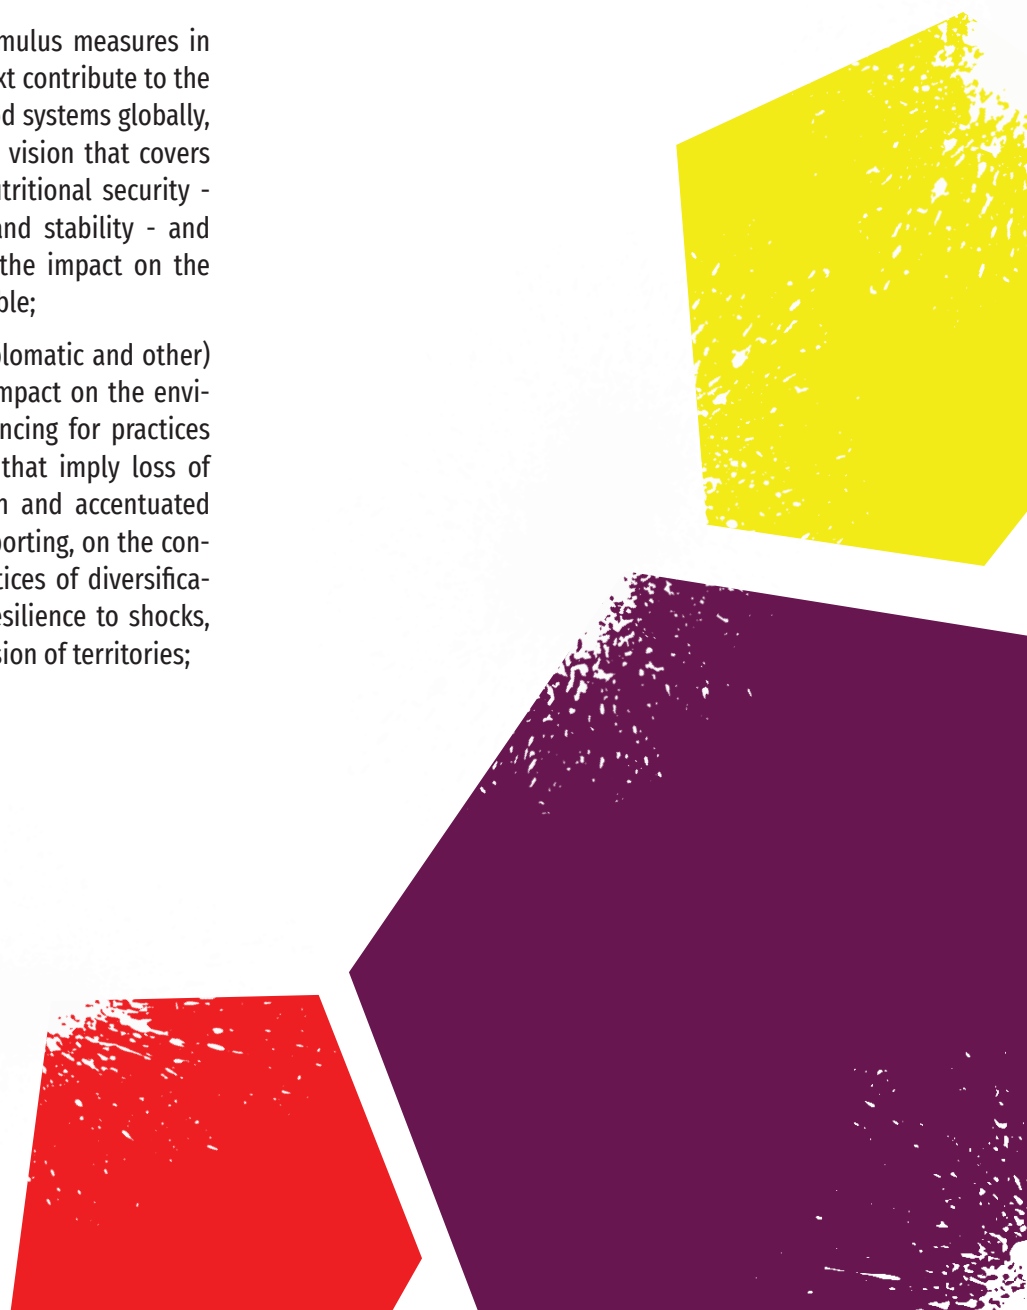 mulus measures in
xt contribute to the
d systems globally,
vision that covers
tritional security -
and stability - and
the impact on the
ble;
lomatic and other)
mpact on the envi-
ncing for practices
that imply loss of
n and accentuated
porting, on the con-
tices of diversifica-
esilience to shocks,
sion of territories;